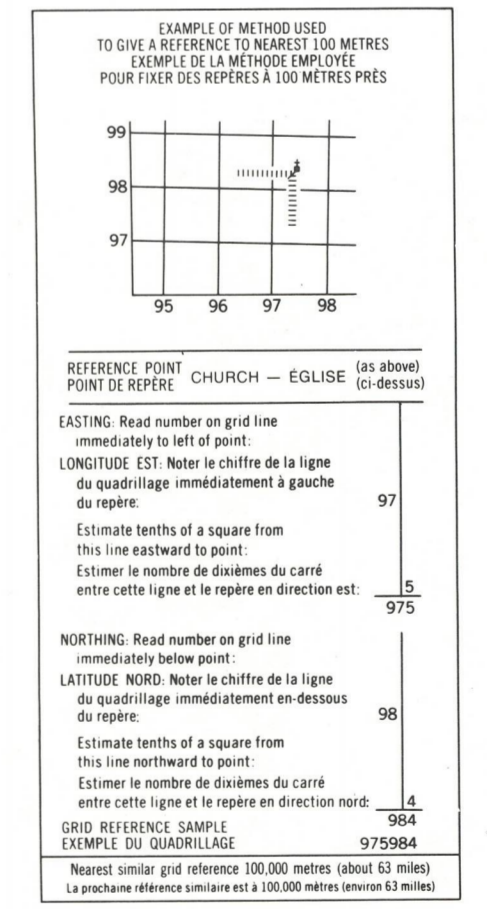 EXAMPLE OF METHOD USED
TO GIVE A REFERENCE TO NEAREST 100 METRES
EXEMPLE DE LA MÉTHODE EMPLOYÉE
POUR FIXER DES REPÈRES À 100 MÈTRES PRÈS
99
98
97
95 96 97 98
REFERENCE POINT
POINT DE REPÈRE
CHURCH — ÉGLISE
(as above)
(ci-dessus)
EASTING: Read number on grid line
immediately to left of point:
LONGITUDE EST: Noter le chiffre de la ligne
du quadrillage immédiatement à gauche
du repère: 97
Estimate tenths of a square from
this line eastward to point:
Estimer le nombre de dixièmes du carré
entre cette ligne et le repère en direction est: 5
975
NORTHING: Read number on grid line
immediately below point:
LATITUDE NORD: Noter le chiffre de la ligne
du quadrillage immédiatement en-dessous
du repère: 98
Estimate tenths of a square from
this line northward to point:
Estimer le nombre de dixièmes du carré
entre cette ligne et le repère en direction nord: 4
984
GRID REFERENCE SAMPLE
EXEMPLE DU QUADRILLAGE 975984
Nearest similar grid reference 100,000 metres (about 63 miles)
La prochaine référence similaire est à 100,000 mètres (environ 63 milles)